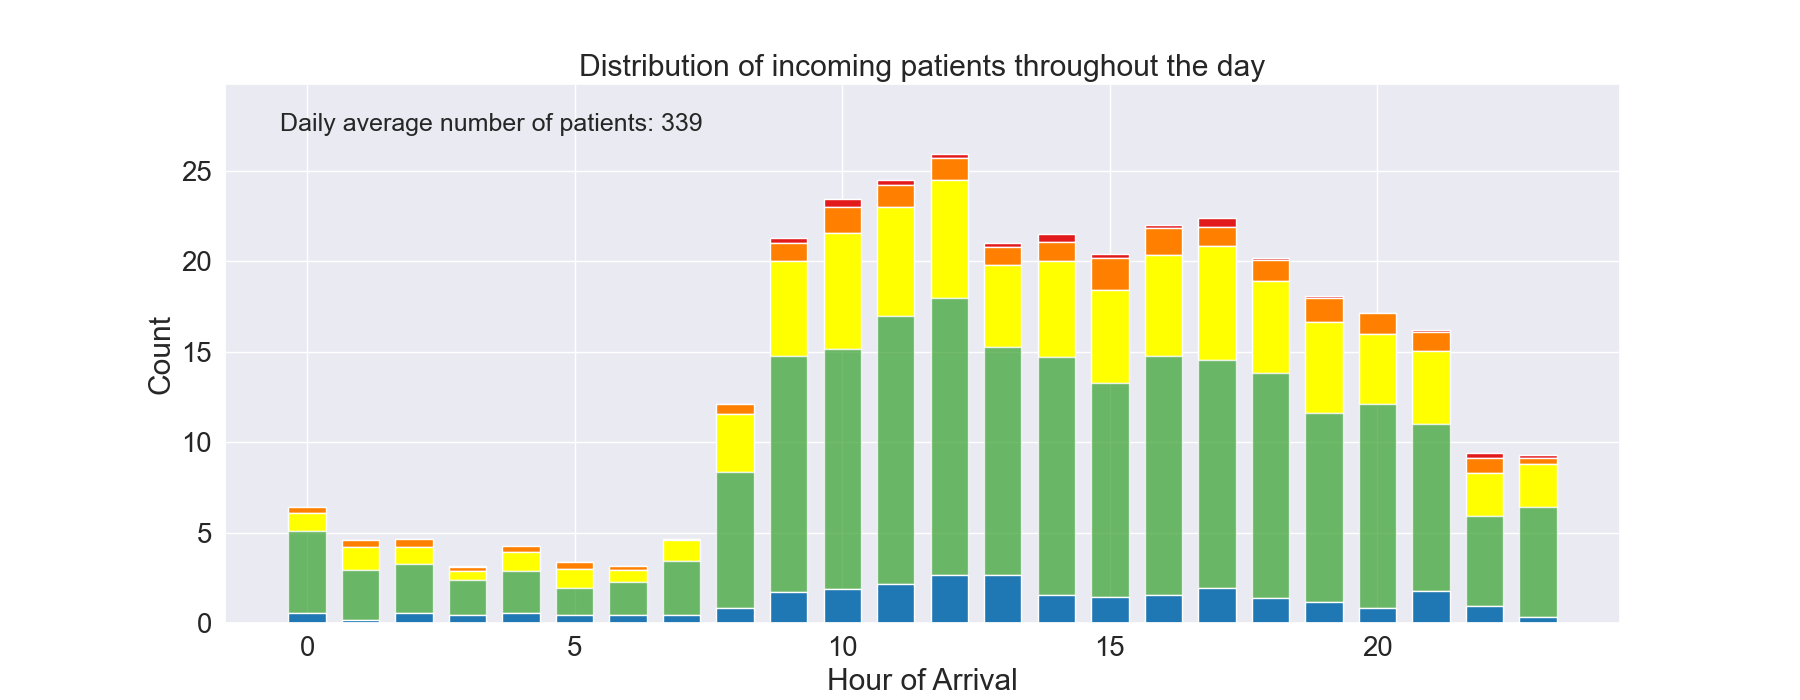 Distribution of incoming patients throughout the day
Daily average number of patients: 339
25
20
15
10
5
0
Count
0 5 10 15 20
Hour of Arrival